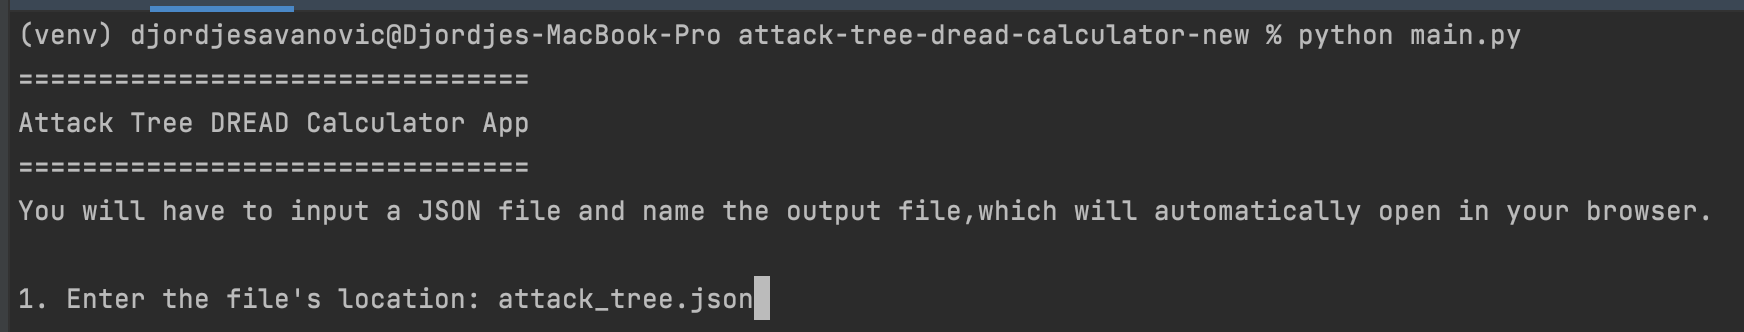 (venv) djordjesavanovic@Djordjes-MacBook-Pro attack-tree-dread-calculator-new % python main.py
================================
Attack Tree DREAD Calculator App
================================
You will have to input a JSON file and name the output file,which will automatically open in your browser.
1. Enter the file's location: attack_tree.json